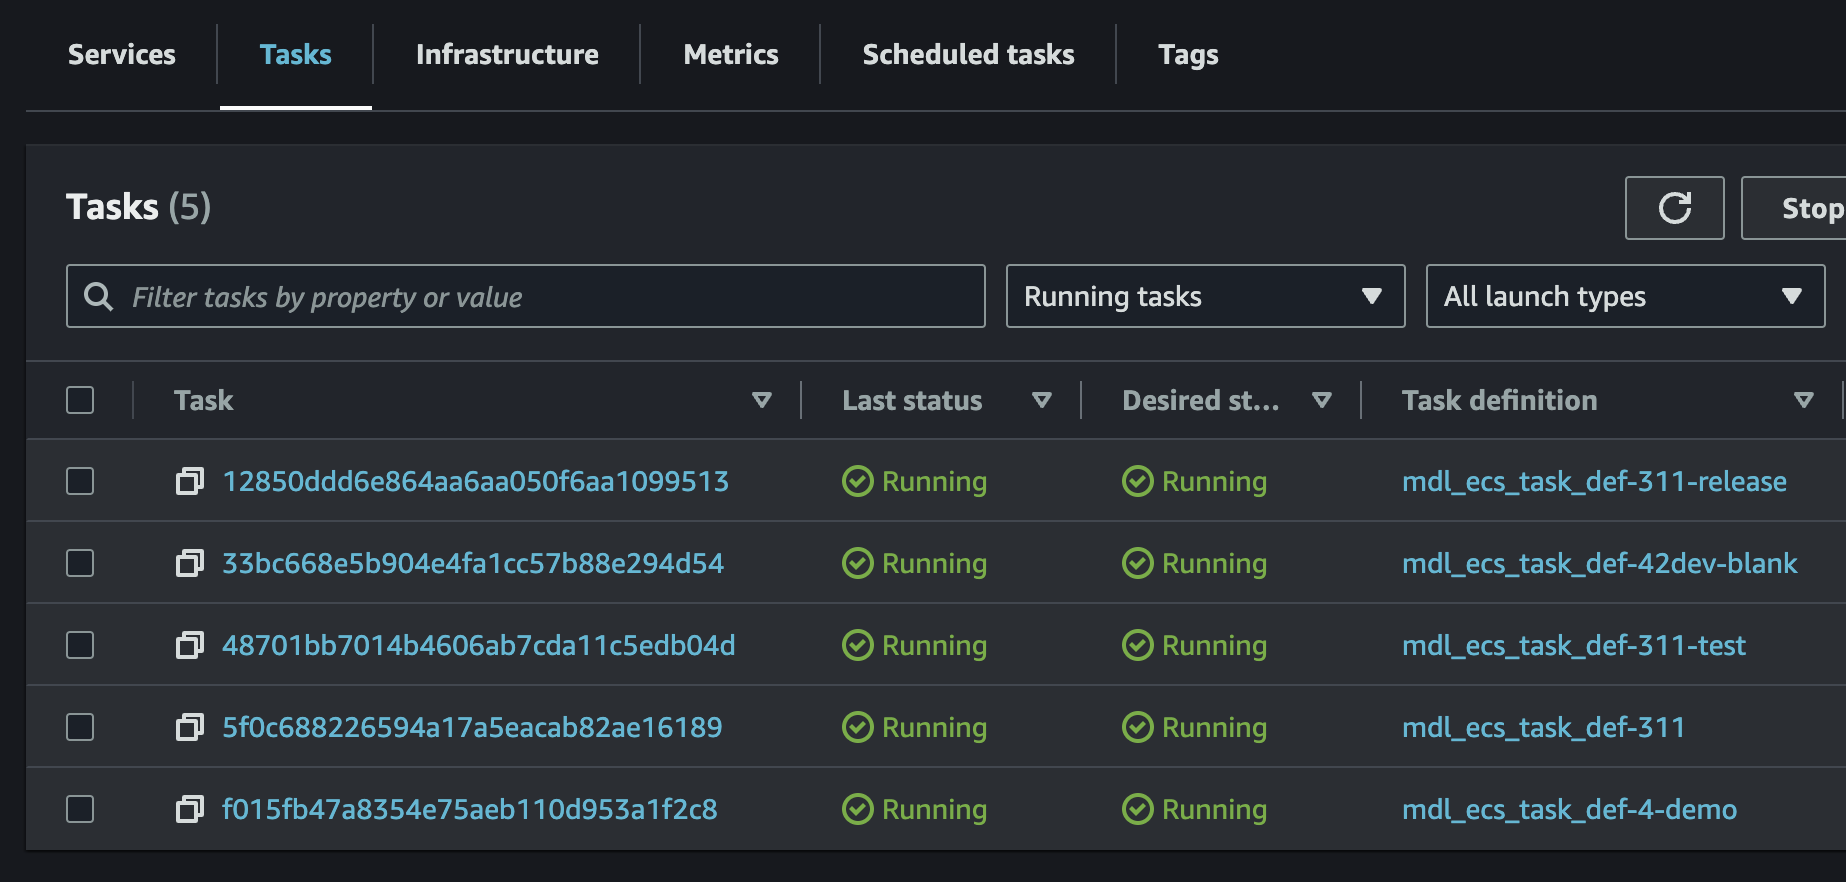 Services Tasks Infrastructure Metrics Scheduled tasks Tags
Tasks (5)
Stop
Filter tasks by property or value Running tasks All launch types
Task Last status Desired st... Task definition
12850ddd6e864aa6aa050f6aa1099513 Running Running mdl_ecs_task_def-311-release
33bc668e5b904e4fa1cc57b88e294d54 Running Running mdl_ecs_task_def-42dev-blank
48701bb7014b4606ab7cda11c5edb04d Running Running mdl_ecs_task_def-311-test
5f0c688226594a17a5eacab82ae16189 Running Running mdl_ecs_task_def-311
f015fb47a8354e75aeb110d953a1f2c8 Running Running mdl_ecs_task_def-4-demo